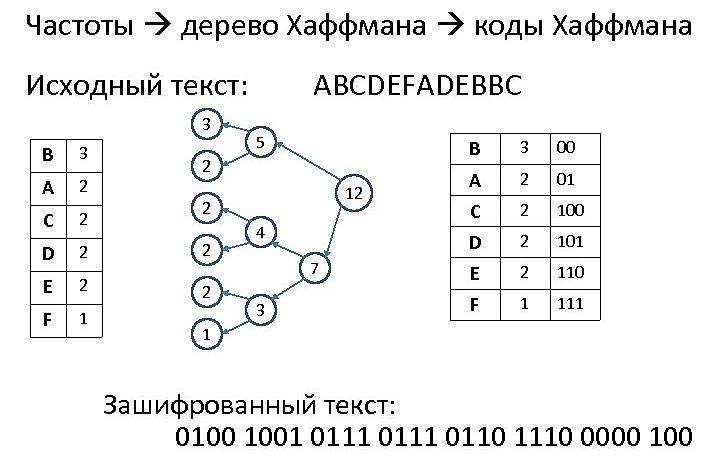 Частоты → дерево Хаффмана → коды Хаффмана
Исходный текст: ABCDEFADEBBC
B 3
A 2
C 2
D 2
E 2
F 1
3
5
2
12
2
4
2
7
2
3
1
B 3 00
A 2 01
C 2 100
D 2 101
E 2 110
F 1 111
Зашифрованный текст:
0100 1001 0111 0111 0110 1110 0000 100